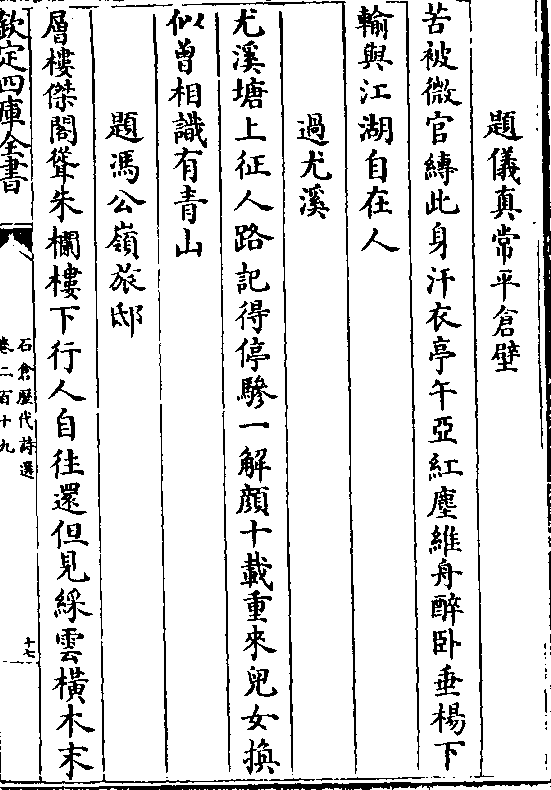 題儀真常平倉壁
苦被微官縛此身汗衣亭午亞紅塵維舟醉卧垂楊下
輸與江湖自在人
過尤溪
尤溪塘上征人路記得停驂一解顔十載重來兒女換
似曾相識有青山
題馮公嶺旅邸
層樓傑閣聳朱欄樓下行人自往還但見綵雲橫木末
欽定四庫全書
石倉歷代詩選
卷二百十九
十七